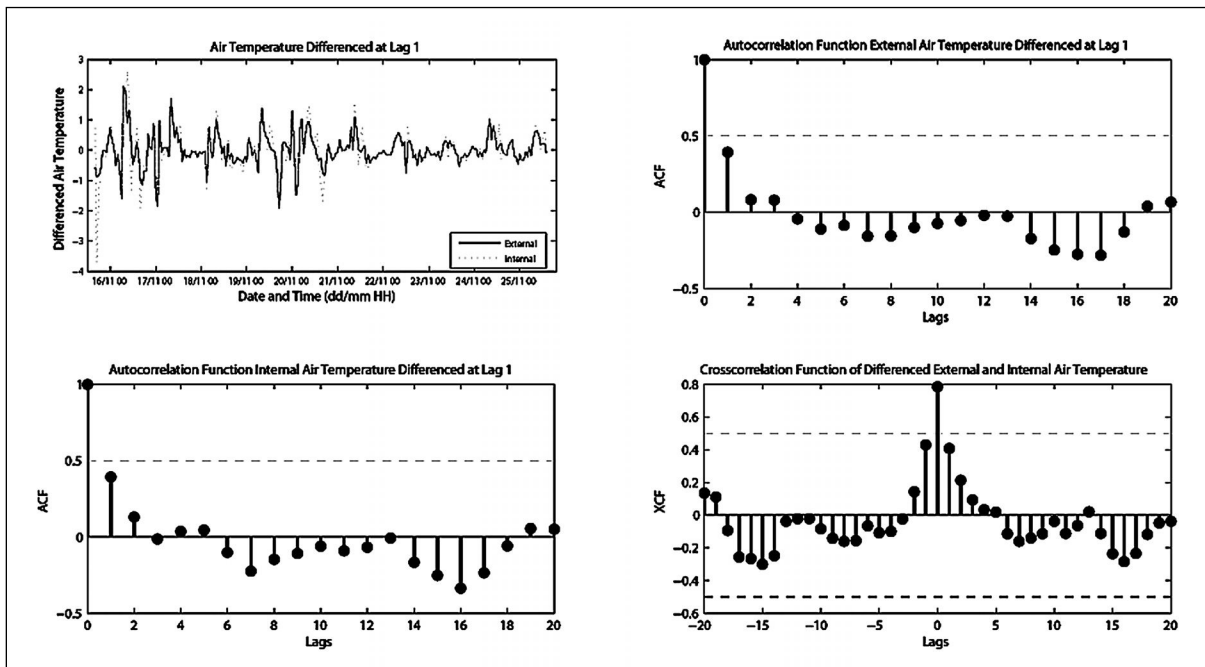 Air Temperature Differenced at Lag 1
Differenced Air Temperature
3
2
1
0
−1
−2
−3
−4
External
Internal
16/11 00 17/11 00 18/11 00 19/11 00 20/11 00 21/11 00 22/11 00 23/11 00 24/11 00 25/11 00
Date and Time (dd/mm HH)
Autocorrelation Function External Air Temperature Differenced at Lag 1
ACF
1
0.5
0
−0.5
0 2 4 6 8 10 12 14 16 18 20
Lags
Autocorrelation Function Internal Air Temperature Differenced at Lag 1
ACF
1
0.5
0
−0.5
0 2 4 6 8 10 12 14 16 18 20
Lags
Crosscorrelation Function of Differenced External and Internal Air Temperature
XCF
0.8
0.6
0.4
0.2
0
−0.2
−0.4
−0.6
−20 −15 −10 −5 0 5 10 15 20
Lags